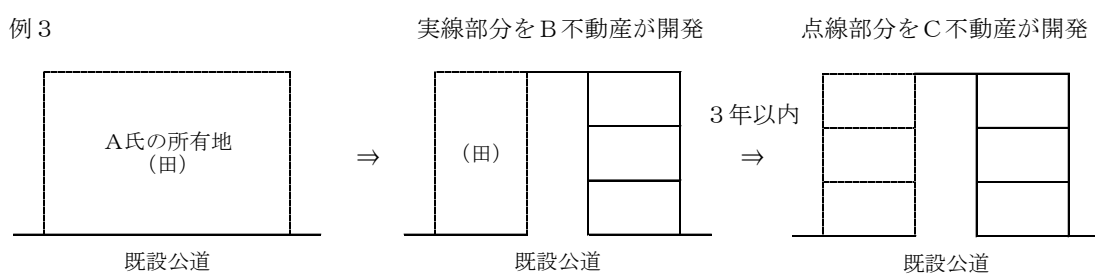 例３
実線部分をＢ不動産が開発
点線部分をＣ不動産が開発
A氏の所有地
（田）
⇒
（田）
３年以内
⇒
既設公道
既設公道
既設公道